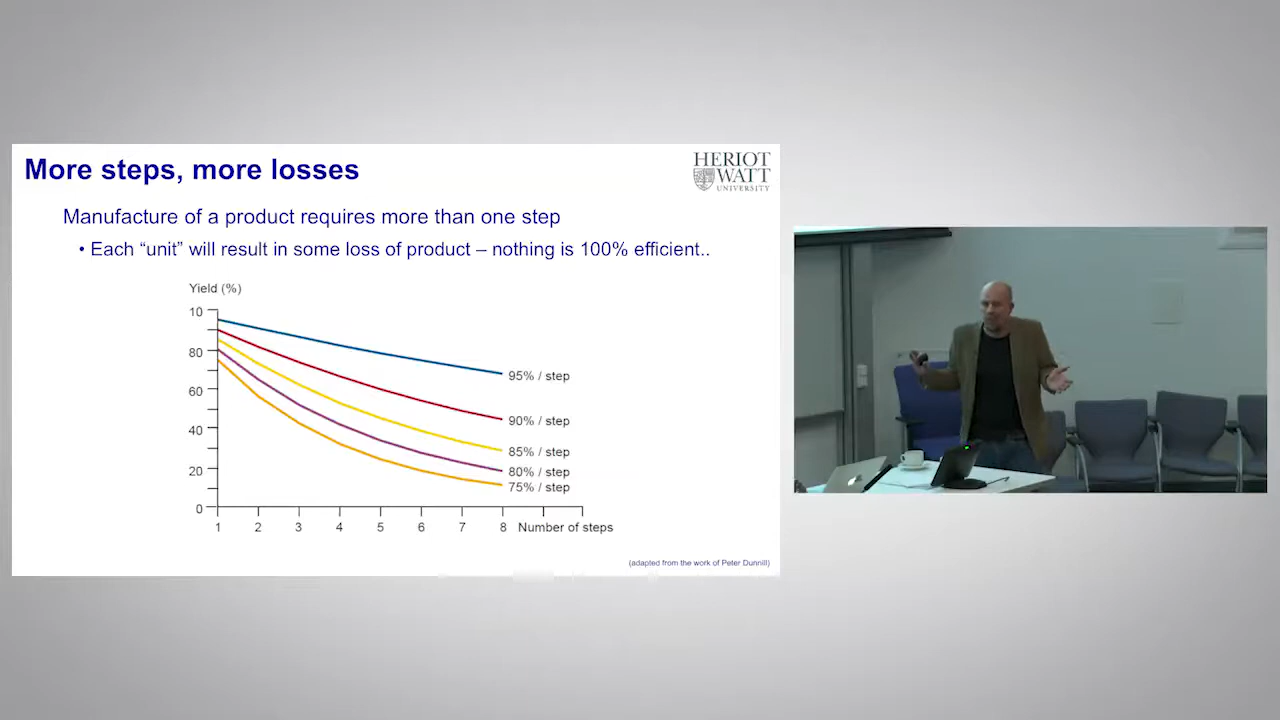 More steps, more losses
HERIOT
WATT
UNIVERSITY
Manufacture of a product requires more than one step
• Each “unit” will result in some loss of product – nothing is 100% efficient..
Yield (%)
10
80
60
40
20
0
95% / step
90% / step
85% / step
80% / step
75% / step
1 2 3 4 5 6 7 8 Number of steps
(adapted from the work of Peter Dunnill)